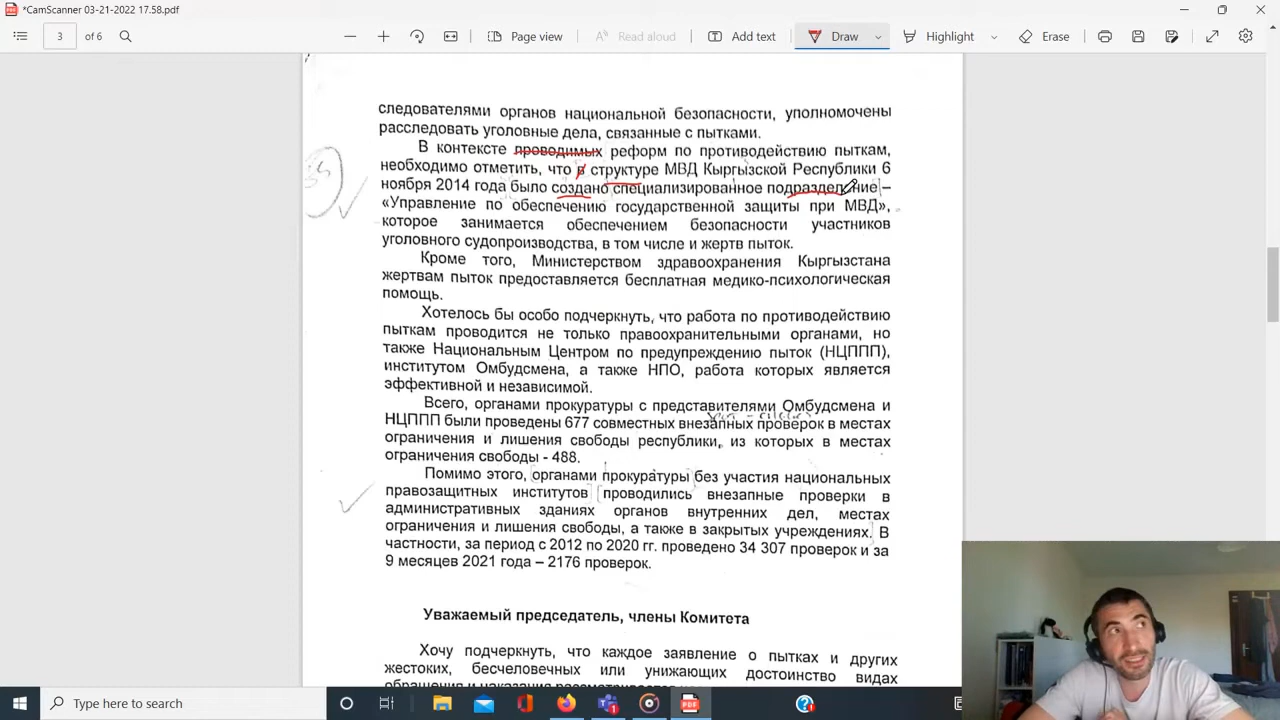 *CamScanner 03-21-2022 17.58.pdf
3 of 6
Page view
Read aloud
Add text
Draw
Highlight
Erase
следователями органов национальной безопасности, уполномочены
расследовать уголовные дела, связанные с пытками.
В контексте проводимых реформ по противодействию пыткам,
необходимо отметить, что в структуре МВД Кыргызской Республики 6
ноября 2014 года было создано специализированное подразделение –
«Управление по обеспечению государственной защиты при МВД»,
которое занимается обеспечением безопасности участников
уголовного судопроизводства, в том числе и жертв пыток.
Кроме того, Министерством здравоохранения Кыргызстана
жертвам пыток предоставляется бесплатная медико-психологическая
помощь.
Хотелось бы особо подчеркнуть, что работа по противодействию
пыткам проводится не только правоохранительными органами, но
также Национальным Центром по предупреждению пыток (НЦППП),
институтом Омбудсмена, а также НПО, работа которых является
эффективной и независимой.
Всего, органами прокуратуры с представителями Омбудсмена и
НЦППП были проведены 677 совместных внезапных проверок в местах
ограничения и лишения свободы республики, из которых в местах
ограничения свободы - 488.
Помимо этого, органами прокуратуры без участия национальных
правозащитных институтов проводились внезапные проверки в
административных зданиях органов внутренних дел, местах
ограничения и лишения свободы, а также в закрытых учреждениях. В
частности, за период с 2012 по 2020 гг. проведено 34 307 проверок и за
9 месяцев 2021 года – 2176 проверок.
Уважаемый председатель, члены Комитета
Хочу подчеркнуть, что каждое заявление о пытках и других
жестоких, бесчеловечных или унижающих достоинство видах
обращения и наказания
Type here to search